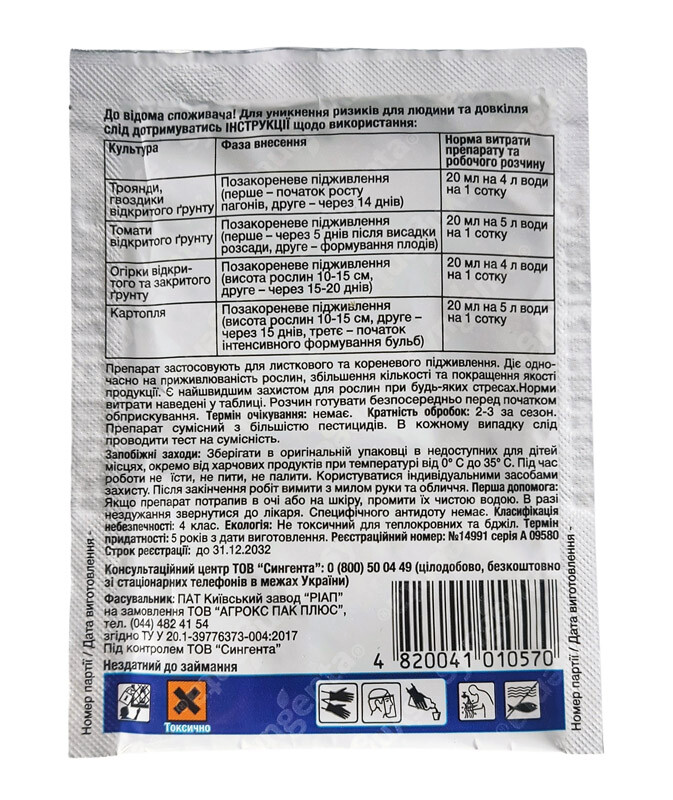 До відома споживача! Для уникнення ризиків для людини та довкілля
слід дотримуватись ІНСТРУКЦІЇ щодо використання:
Культура
Фаза внесення
Норма витрати
препарату та
робочого розчину
Троянди,
гвоздики
відкритого ґрунту
Позакореневе підживлення
(перше – початок росту
пагонів, друге – через 14 днів)
20 мл на 4 л води
на 1 сотку
Томати
відкритого ґрунту
Позакореневе підживлення
(перше – через 5 днів після висадки
розсади, друге – формування плодів)
20 мл на 5 л води
на 1 сотку
Огірки відкри-
того та закритого
ґрунту
Позакореневе підживлення
(висота рослин 10-15 см,
друге – через 15-20 днів)
20 мл на 4 л води
на 1 сотку
Картопля
Позакореневе підживлення
(висота рослин 10-15 см, друге –
через 15 днів, третє – початок
інтенсивного формування бульб)
20 мл на 5 л води
на 1 сотку
Препарат застосовують для листкового та кореневого підживлення. Діє одно-
часно на приживлюваність рослин, збільшення кількості та покращення якості
продукції. Є найшвидшим захистом для рослин при будь-яких стресах.Норми
витрати наведені у таблиці. Розчин готувати безпосередньо перед початком
обприскування. Термін очікування: немає. Кратність обробок: 2-3 за сезон.
Препарат сумісний з більшістю пестицидів. В кожному випадку слід
проводити тест на сумісність.
Запобіжні заходи: Зберігати в оригінальній упаковці в недоступних для дітей
місцях, окремо від харчових продуктів при температурі від 0° С до 35° С. Під час
роботи не їсти, не пити, не палити. Користуватися індивідуальними засобами
захисту. Після закінчення робіт вимити з милом руки та обличчя. Перша допомога:
Якщо препарат потрапив в очі або на шкіру, промити їх чистою водою. В разі
нездужання звернутися до лікаря. Специфічного антидоту немає. Класифікація
небезпечності: 4 клас. Екологія: Не токсичний для теплокровних та бджіл. Термін
придатності: 5 років з дати виготовлення. Реєстраційний номер: №14991 серія А 09580
Строк реєстрації: до 31.12.2032
Консультаційний центр ТОВ "Сингента": 0 (800) 50 04 49 (цілодобово, безкоштовно
зі стаціонарних телефонів в межах України)
Фасувальник: ПАТ Київський завод "РІАП"
на замовлення ТОВ "АГРОКС ПАК ПЛЮС",
тел. (044) 482 41 54
згідно ТУ У 20.1-39776373-004:2017
Під контролем ТОВ "Сингента"
Нездатний до займання
4 820041 010570
Токсично
Номер партії / Дата виготовлення -
Номер партії / Дата виготовлення -